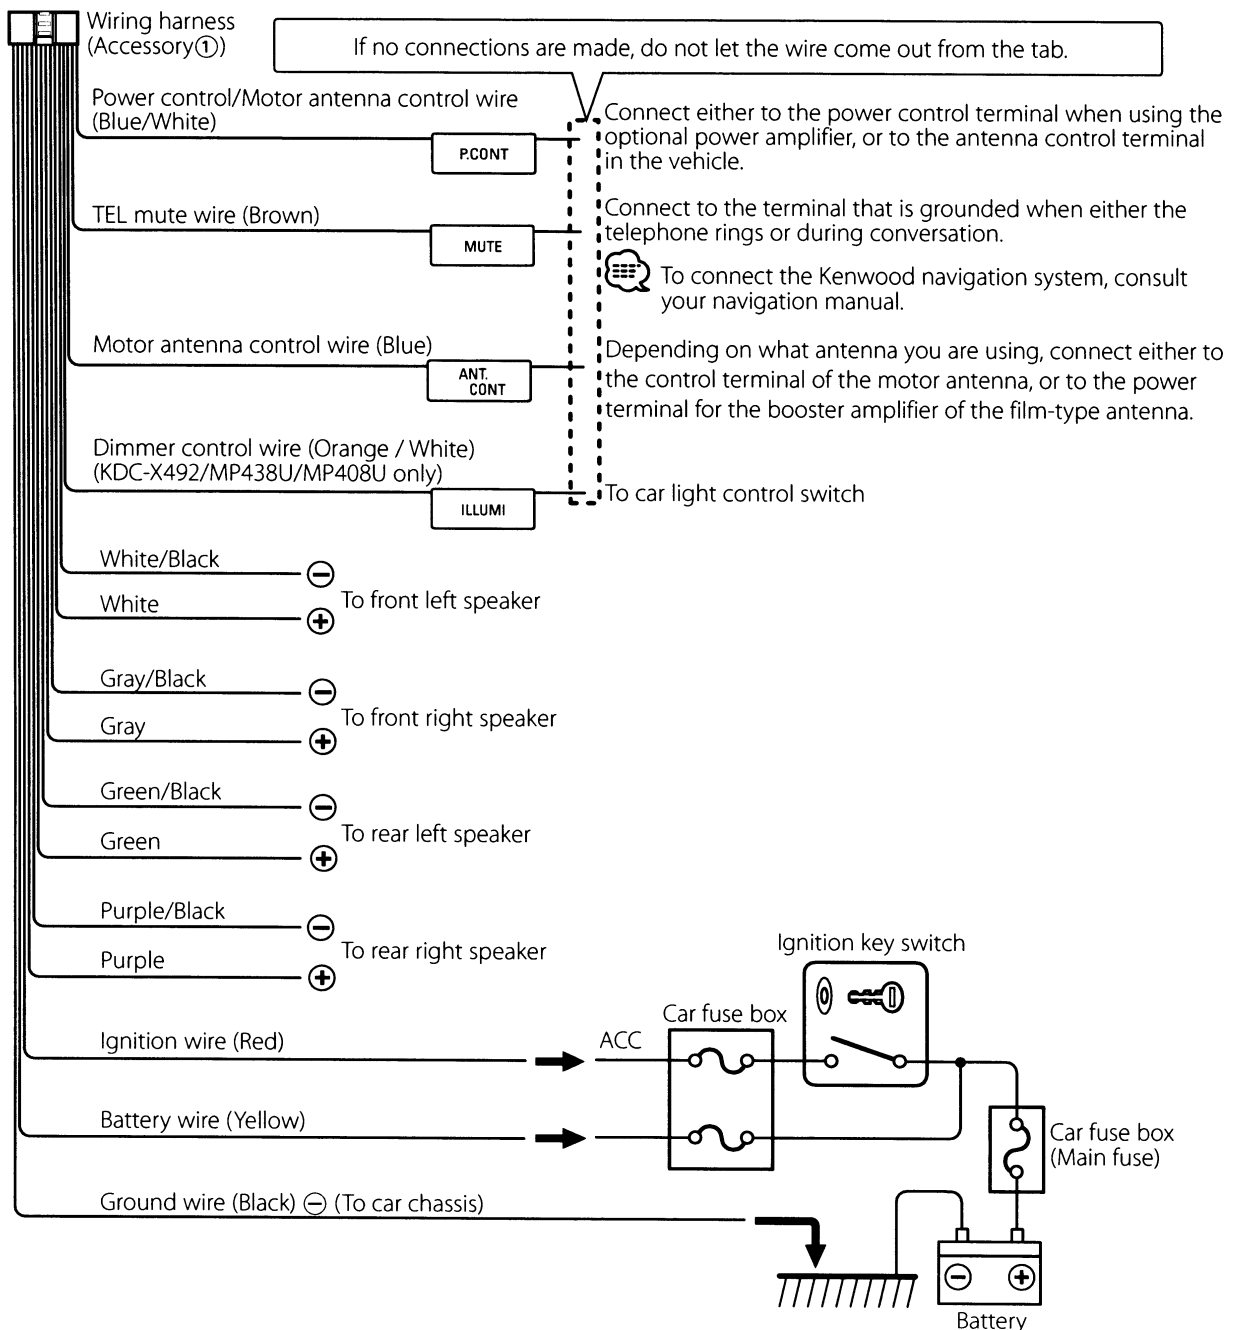 Wiring harness
(Accessory①)
If no connections are made, do not let the wire come out from the tab.
Power control/Motor antenna control wire
(Blue/White)
P.CONT
Connect either to the power control terminal when using the
optional power amplifier, or to the antenna control terminal
in the vehicle.
TEL mute wire (Brown)
MUTE
Connect to the terminal that is grounded when either the
telephone rings or during conversation.
To connect the Kenwood navigation system, consult
your navigation manual.
Motor antenna control wire (Blue)
ANT.
CONT
Depending on what antenna you are using, connect either to
the control terminal of the motor antenna, or to the power
terminal for the booster amplifier of the film-type antenna.
Dimmer control wire (Orange / White)
(KDC-X492/MP438U/MP408U only)
ILLUMI
To car light control switch
White/Black
⊖
White
⊕
To front left speaker
Gray/Black
⊖
Gray
⊕
To front right speaker
Green/Black
⊖
Green
⊕
To rear left speaker
Purple/Black
⊖
Purple
⊕
To rear right speaker
Ignition key switch
Car fuse box
Ignition wire (Red)
ACC
Battery wire (Yellow)
Car fuse box
(Main fuse)
Ground wire (Black) ⊖ (To car chassis)
⊖ ⊕
Battery